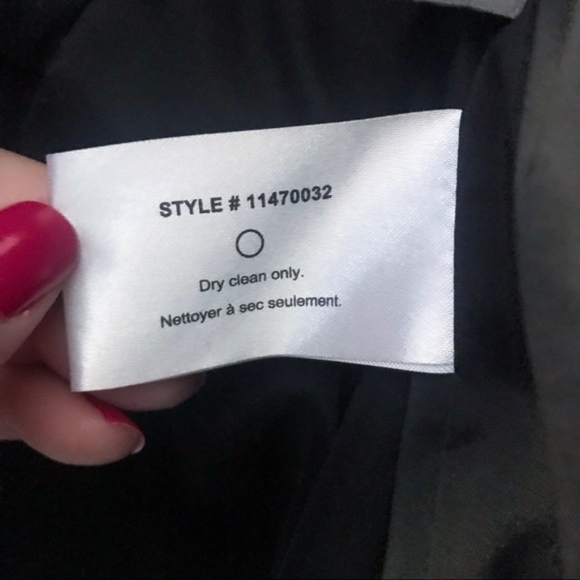 STYLE # 11470032
Dry clean only.
Nettoyer à sec seulement.